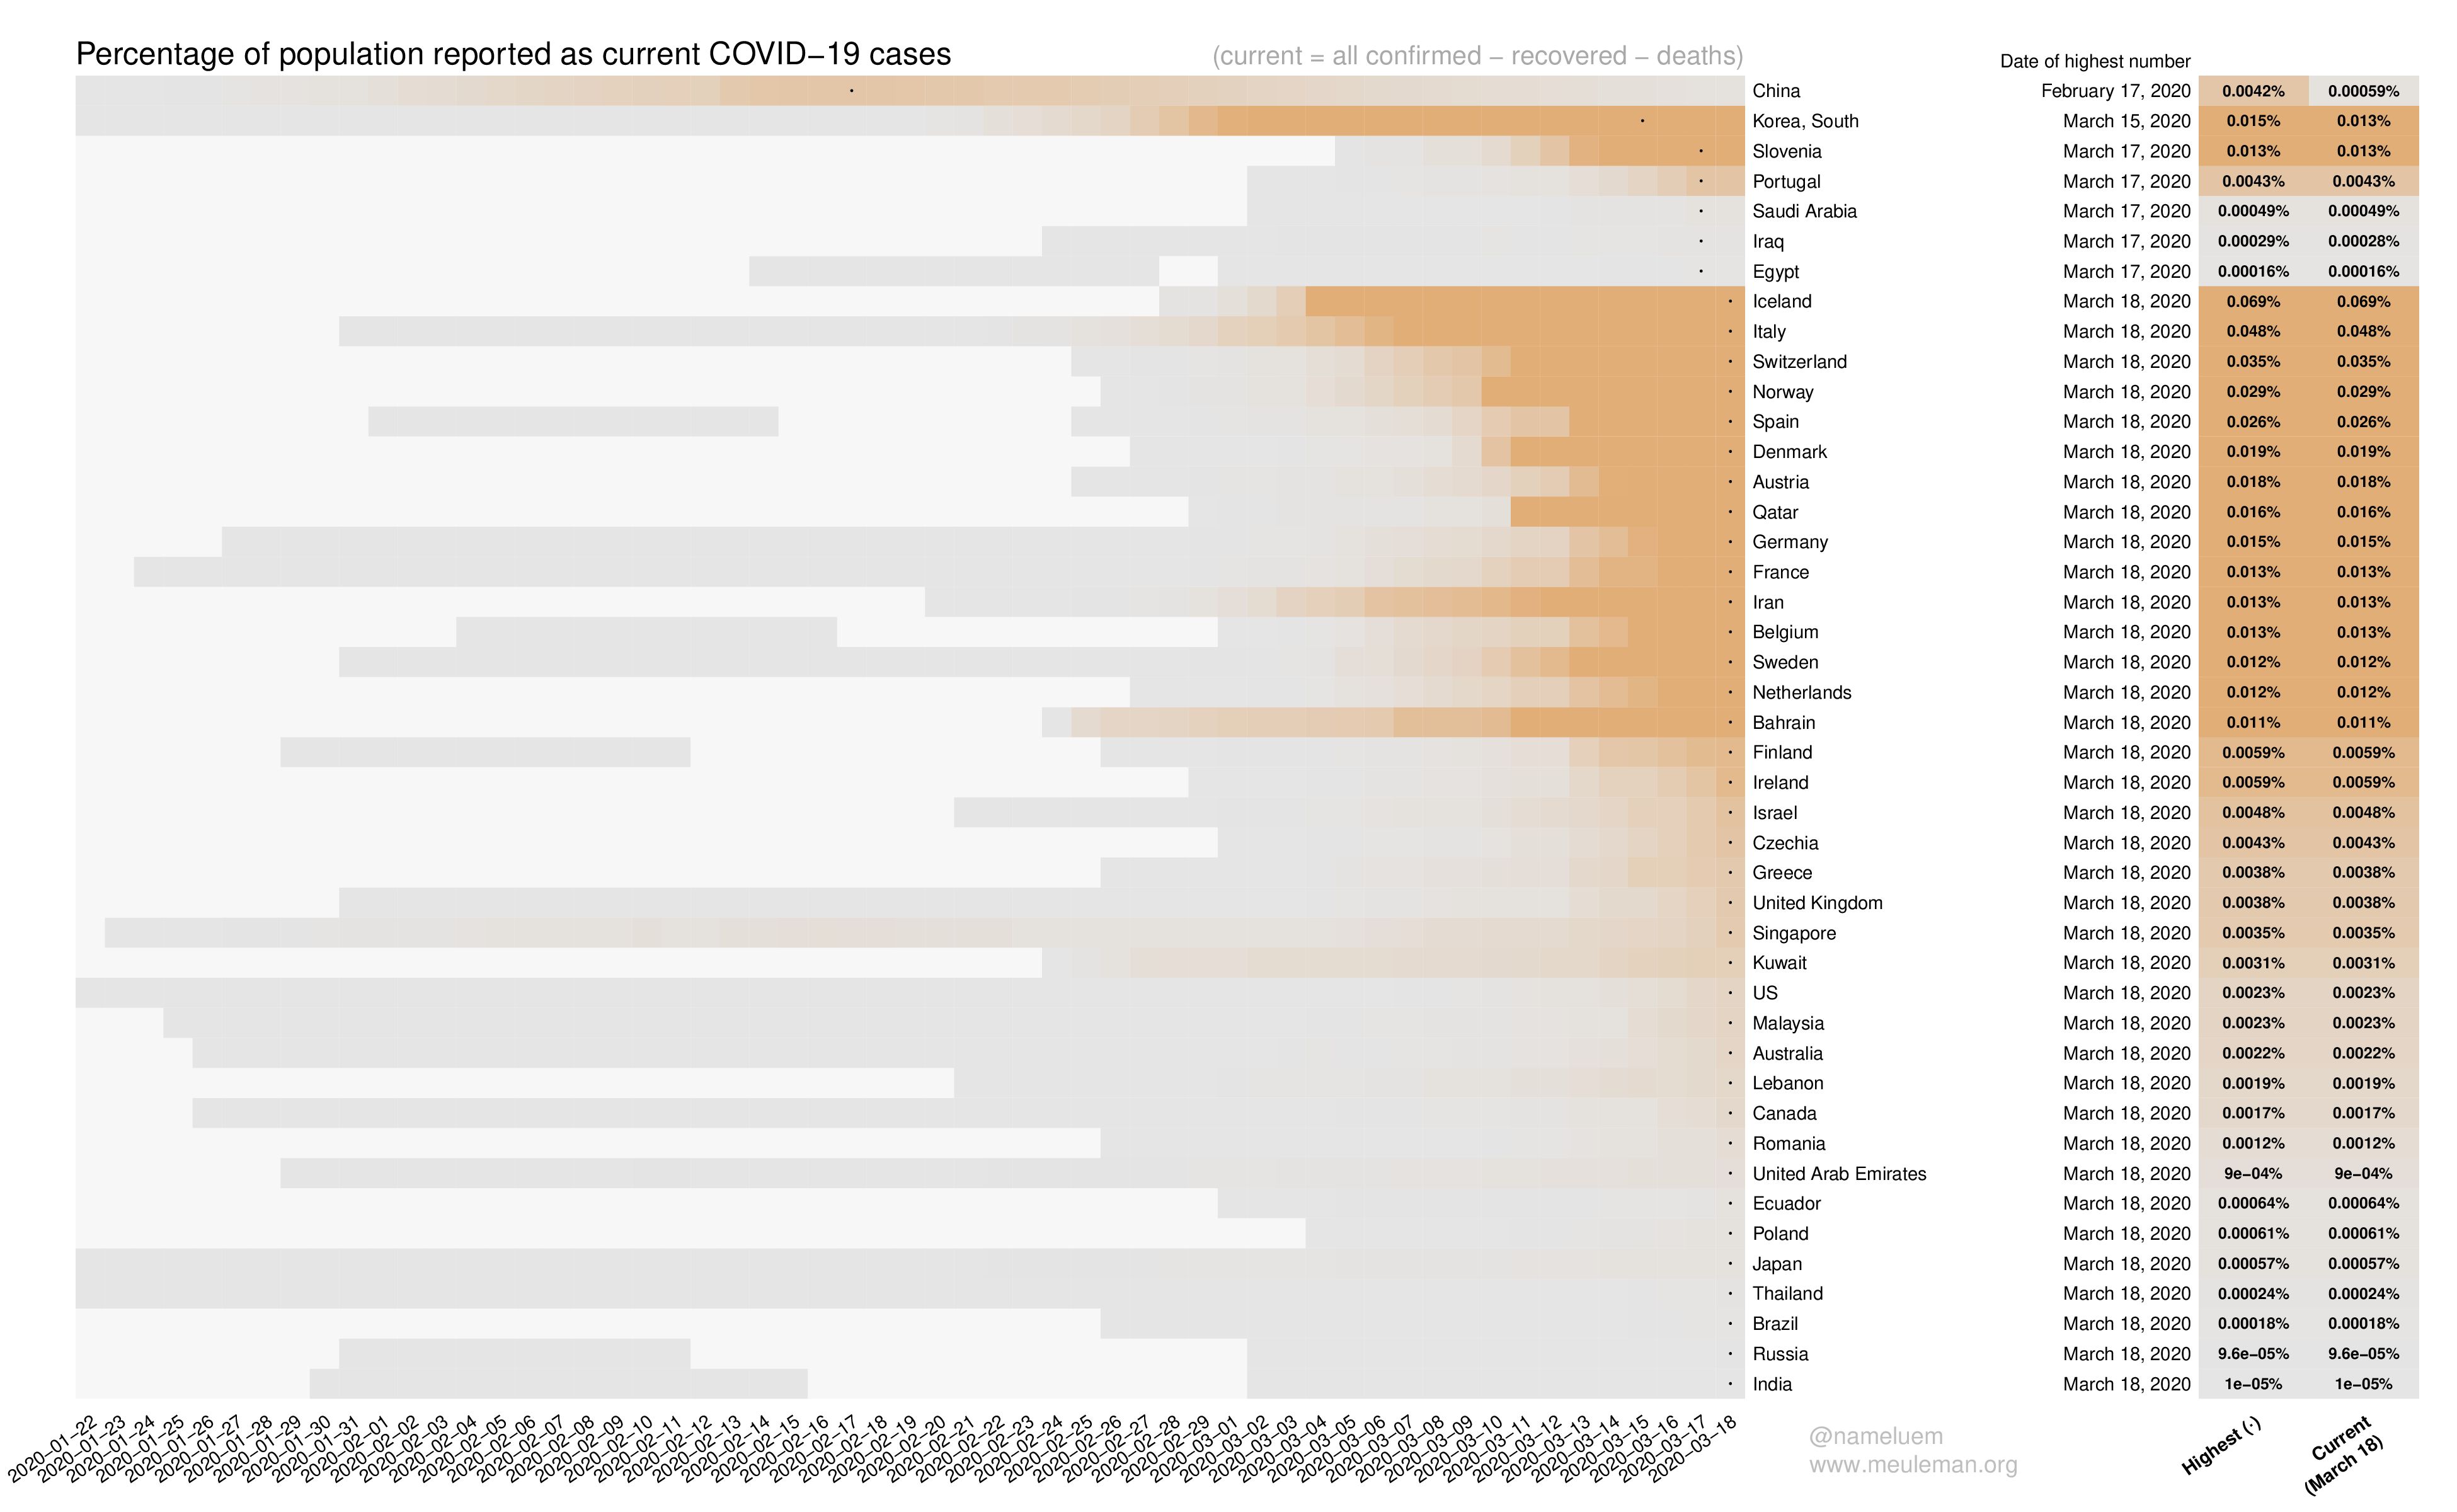 Percentage of population reported as current COVID−19 cases (current = all confirmed − recovered − deaths) Date of highest number
China February 17, 2020 0.0042% 0.00059%
Korea, South March 15, 2020 0.015% 0.013%
Slovenia March 17, 2020 0.013% 0.013%
Portugal March 17, 2020 0.0043% 0.0043%
Saudi Arabia March 17, 2020 0.00049% 0.00049%
Iraq March 17, 2020 0.00029% 0.00028%
Egypt March 17, 2020 0.00016% 0.00016%
Iceland March 18, 2020 0.069% 0.069%
Italy March 18, 2020 0.048% 0.048%
Switzerland March 18, 2020 0.035% 0.035%
Norway March 18, 2020 0.029% 0.029%
Spain March 18, 2020 0.026% 0.026%
Denmark March 18, 2020 0.019% 0.019%
Austria March 18, 2020 0.018% 0.018%
Qatar March 18, 2020 0.016% 0.016%
Germany March 18, 2020 0.015% 0.015%
France March 18, 2020 0.013% 0.013%
Iran March 18, 2020 0.013% 0.013%
Belgium March 18, 2020 0.013% 0.013%
Sweden March 18, 2020 0.012% 0.012%
Netherlands March 18, 2020 0.012% 0.012%
Bahrain March 18, 2020 0.011% 0.011%
Finland March 18, 2020 0.0059% 0.0059%
Ireland March 18, 2020 0.0059% 0.0059%
Israel March 18, 2020 0.0048% 0.0048%
Czechia March 18, 2020 0.0043% 0.0043%
Greece March 18, 2020 0.0038% 0.0038%
United Kingdom March 18, 2020 0.0038% 0.0038%
Singapore March 18, 2020 0.0035% 0.0035%
Kuwait March 18, 2020 0.0031% 0.0031%
US March 18, 2020 0.0023% 0.0023%
Malaysia March 18, 2020 0.0023% 0.0023%
Australia March 18, 2020 0.0022% 0.0022%
Lebanon March 18, 2020 0.0019% 0.0019%
Canada March 18, 2020 0.0017% 0.0017%
Romania March 18, 2020 0.0012% 0.0012%
United Arab Emirates March 18, 2020 9e−04% 9e−04%
Ecuador March 18, 2020 0.00064% 0.00064%
Poland March 18, 2020 0.00061% 0.00061%
Japan March 18, 2020 0.00057% 0.00057%
Thailand March 18, 2020 0.00024% 0.00024%
Brazil March 18, 2020 0.00018% 0.00018%
Russia March 18, 2020 9.6e−05% 9.6e−05%
India March 18, 2020 1e−05% 1e−05%
2020−01−22
2020−01−23
2020−01−24
2020−01−25
2020−01−26
2020−01−27
2020−01−28
2020−01−29
2020−01−30
2020−01−31
2020−02−01
2020−02−02
2020−02−03
2020−02−04
2020−02−05
2020−02−06
2020−02−07
2020−02−08
2020−02−09
2020−02−10
2020−02−11
2020−02−12
2020−02−13
2020−02−14
2020−02−15
2020−02−16
2020−02−17
2020−02−18
2020−02−19
2020−02−20
2020−02−21
2020−02−22
2020−02−23
2020−02−24
2020−02−25
2020−02−26
2020−02−27
2020−02−28
2020−02−29
2020−03−01
2020−03−02
2020−03−03
2020−03−04
2020−03−05
2020−03−06
2020−03−07
2020−03−08
2020−03−09
2020−03−10
2020−03−11
2020−03−12
2020−03−13
2020−03−14
2020−03−15
2020−03−16
2020−03−17
2020−03−18
@nameluem
www.meuleman.org
Highest (·)
Current
(March 18)